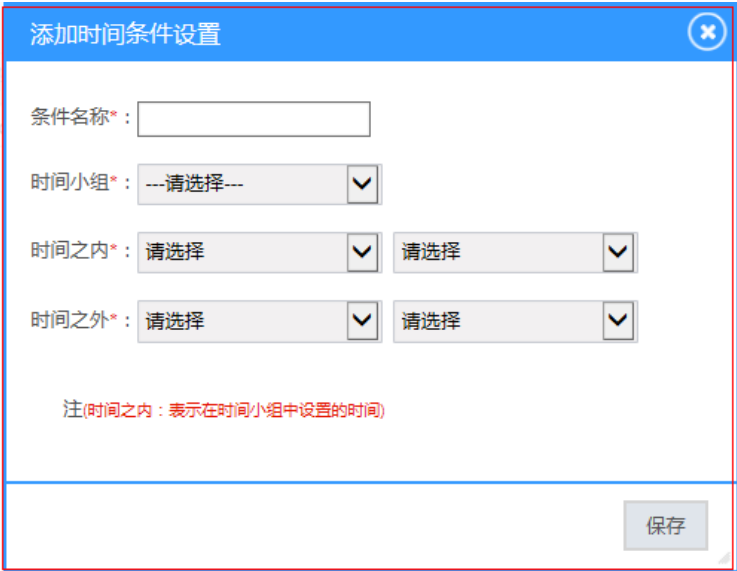 添加时间条件设置
条件名称*：
时间小组*： ---请选择---
时间之内*： 请选择 请选择
时间之外*： 请选择 请选择
注(时间之内：表示在时间小组中设置的时间)
保存